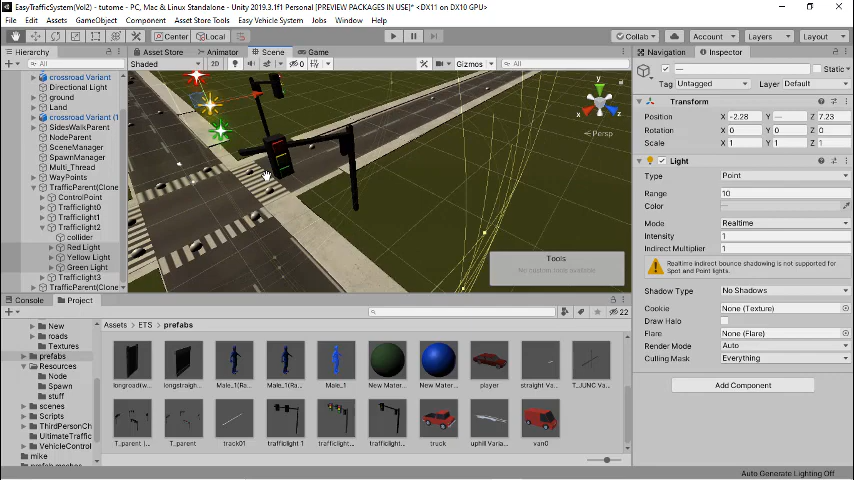 EasyTrafficSystem(Vol2) - tutorne - PC, Mac & Linux Standalone - Unity 2019.3.1f1 Personal [PREVIEW PACKAGES IN USE]* <DX11 on DX10 GPU>
File Edit Assets GameObject Component Asset Store Tools Easy Vehicle System Jobs Window Help
Center Local Collab Account Layers Layout
Hierarchy Asset Store Animator Scene Game Navigation Inspector
All Shaded 2D 0 Gizmos All
crossroad Variant
Directional Light
ground
Land
crossroad Variant (1
SidesWalkParent
NodeParent
SceneManager
SpawnManager
Multi_Thread
WayPoints
TrafficParent(Clone
ControlPoint
Trafficlight0
Trafficlight1
Trafficlight2
collider
Red Light
Yellow Light
Green Light
Trafficlight3
TrafficParent(Clone
y
x
z
Persp
Tools
No custom tools available
— Static
Tag Untagged Layer Default
Transform
Position X -2.28 Y — Z 7.23
Rotation X 0 Y 0 Z 0
Scale X 1 Y 1 Z 1
Light
Type Point
Range 10
Color —
Mode Realtime
Intensity 1
Indirect Multiplier 1
Realtime indirect bounce shadowing is not supported for
Spot and Point lights.
Shadow Type No Shadows
Cookie None (Texture)
Draw Halo
Flare None (Flare)
Render Mode Auto
Culling Mask Everything
Add Component
Console Project
22
New
roads
Textures
prefabs
Resources
Node
Spawn
stuff
scenes
Scripts
ThirdPersonCh
UltimateTraffic
VehicleControl
mike
Assets ETS prefabs
longroad(w... longstraigh... Male_1(Ra... Male_1(Ra... Male_1 New Mater... New Mater... player straight Va... T_JUNC Va...
T_parent (... T_parent track01 trafficlight 1 trafficlight... trafficlight... truck uphill Varia... van0
Auto Generate Lighting Off